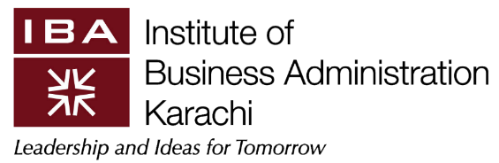 IBA
Institute of
Business Administration
Karachi
Leadership and Ideas for Tomorrow